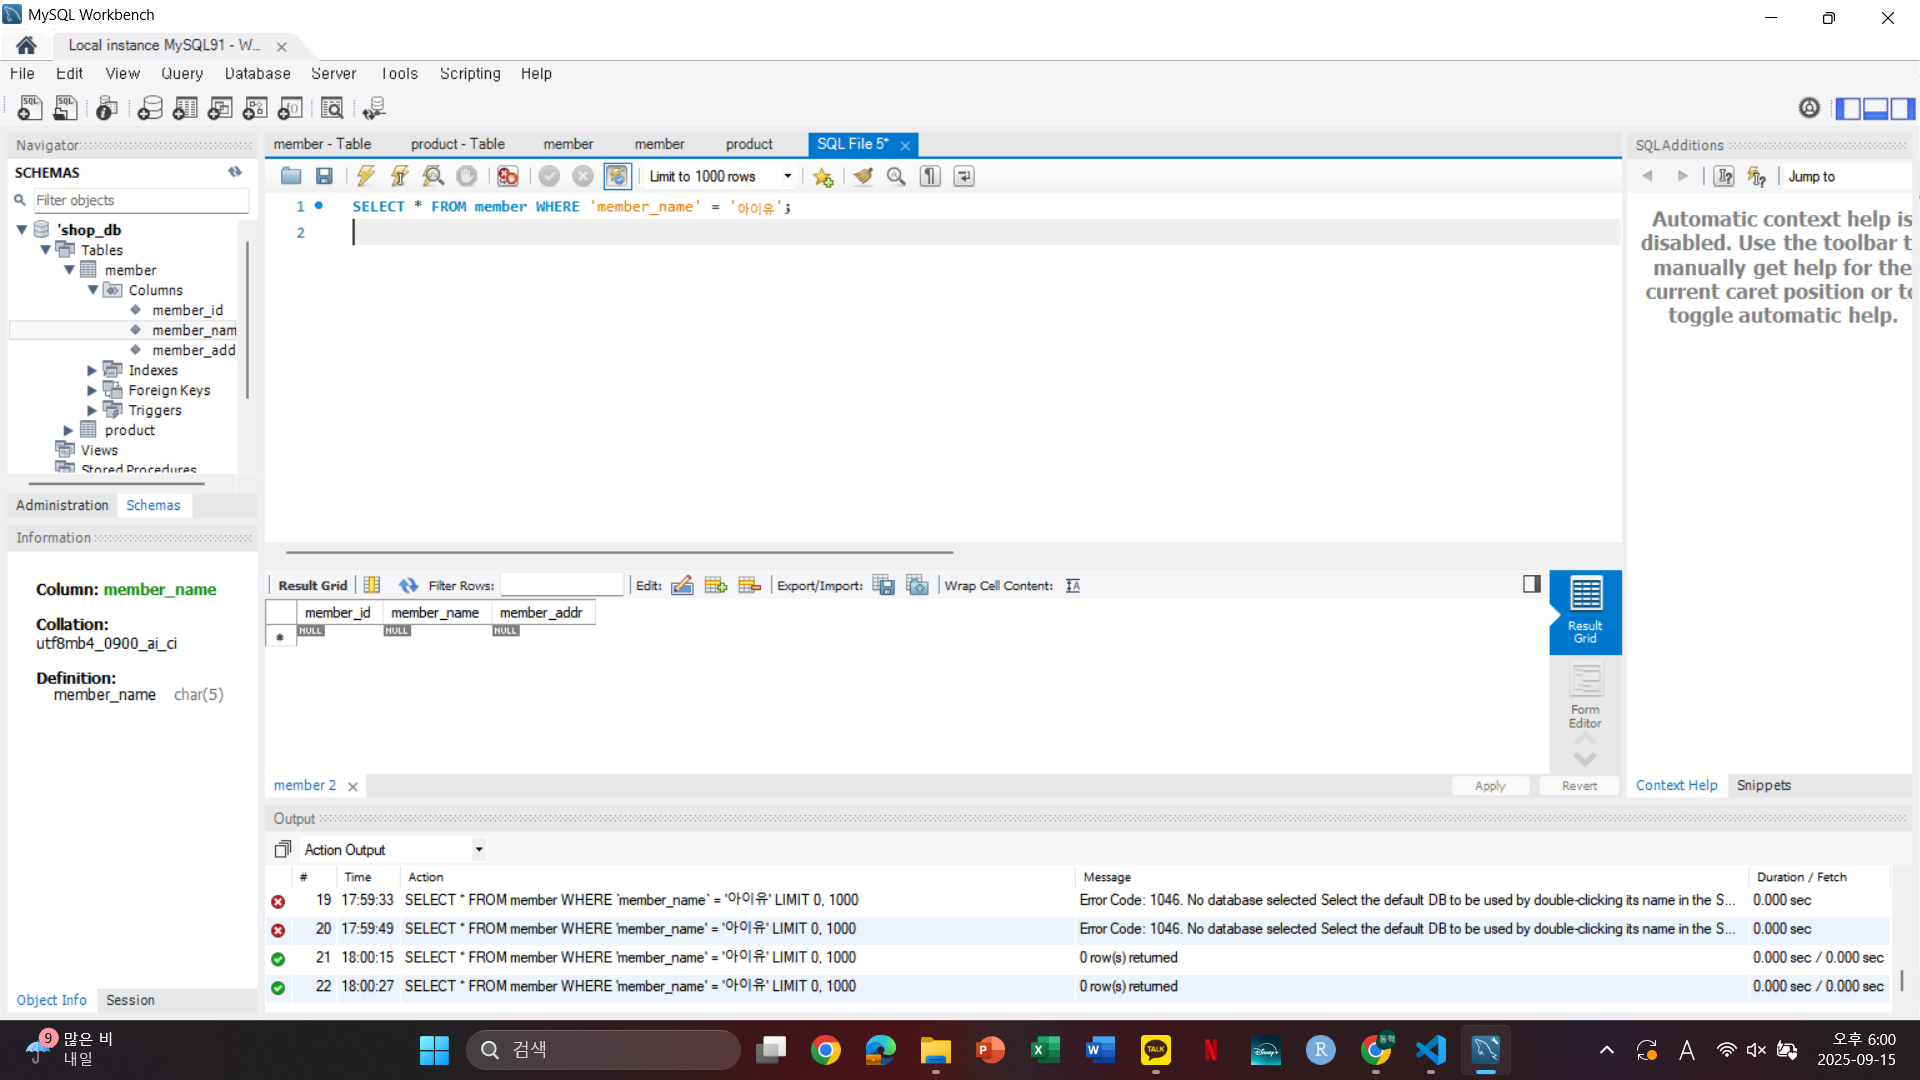 MySQL Workbench
Local instance MySQL91 - W...
File Edit View Query Database Server Tools Scripting Help
Navigator
SCHEMAS
Filter objects
'shop_db
Tables
member
Columns
member_id
member_nam
member_add
Indexes
Foreign Keys
Triggers
product
Views
Stored Procedures
Administration Schemas
Information
Column: member_name
Collation:
utf8mb4_0900_ai_ci
Definition:
member_name char(5)
Object Info Session
member - Table product - Table member member product SQL File 5*
Limit to 1000 rows
1 SELECT * FROM member WHERE 'member_name' = '아이유';
2
Result Grid Filter Rows: Edit: Export/Import: Wrap Cell Content:
member_id member_name member_addr
NULL NULL NULL
Result
Grid
Form
Editor
member 2 Apply Revert
SQLAdditions
Jump to
Automatic context help is
disabled. Use the toolbar t
manually get help for the
current caret position or to
toggle automatic help.
Context Help Snippets
Output
Action Output
# Time Action Message Duration / Fetch
19 17:59:33 SELECT * FROM member WHERE `member_name` = '아이유' LIMIT 0, 1000 Error Code: 1046. No database selected Select the default DB to be used by double-clicking its name in the S... 0.000 sec
20 17:59:49 SELECT * FROM member WHERE 'member_name' = '아이유' LIMIT 0, 1000 Error Code: 1046. No database selected Select the default DB to be used by double-clicking its name in the S... 0.000 sec
21 18:00:15 SELECT * FROM member WHERE 'member_name' = '아이유' LIMIT 0, 1000 0 row(s) returned 0.000 sec / 0.000 sec
22 18:00:27 SELECT * FROM member WHERE 'member_name' = '아이유' LIMIT 0, 1000 0 row(s) returned 0.000 sec / 0.000 sec
9 많은 비
내일
검색
TALK
Disney+
동혁
A
오후 6:00
2025-09-15